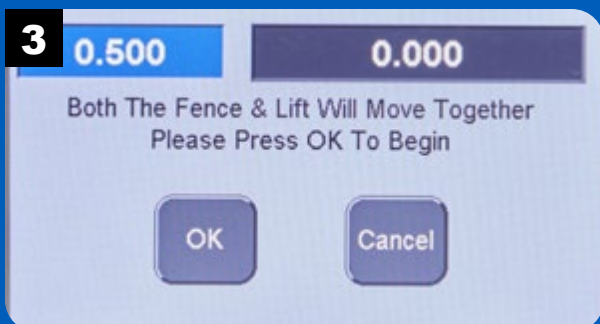 3
0.500 0.000
Both The Fence & Lift Will Move Together
Please Press OK To Begin
OK Cancel